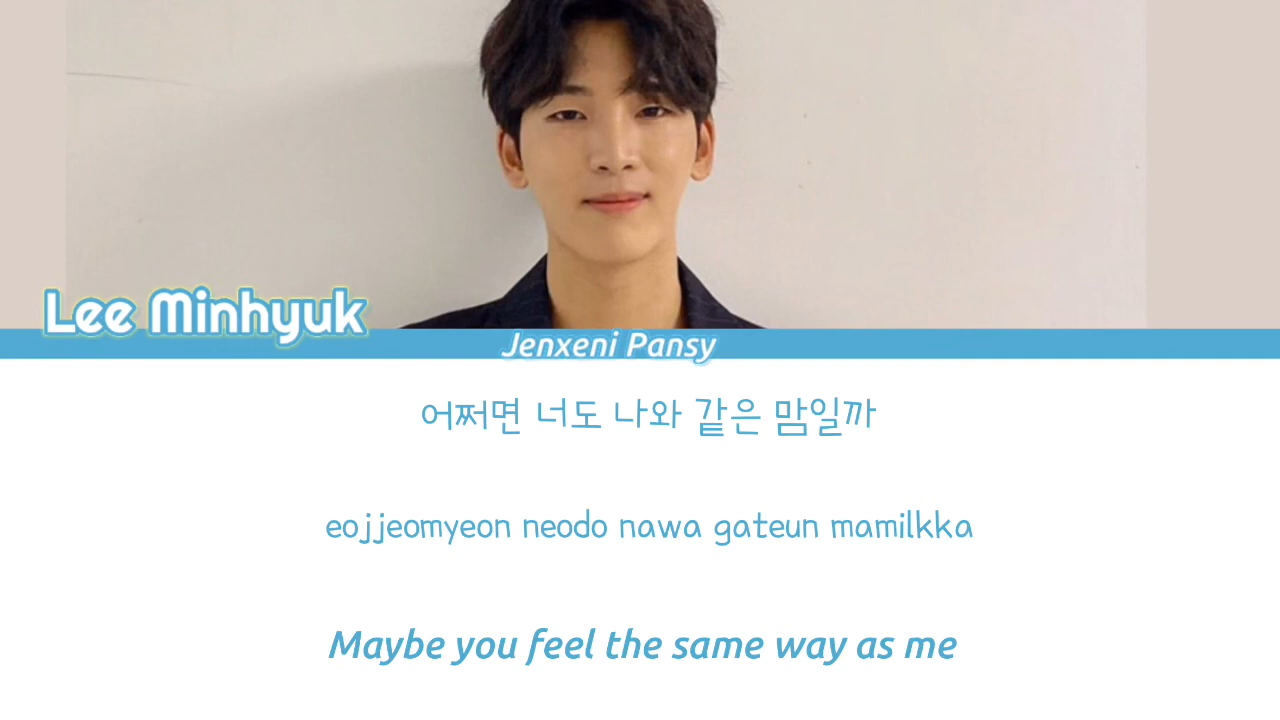 Lee Minhyuk
Jenxeni Pansy
어쩌면 너도 나와 같은 맘일까
eojjeomyeon neodo nawa gateun mamilkka
Maybe you feel the same way as me